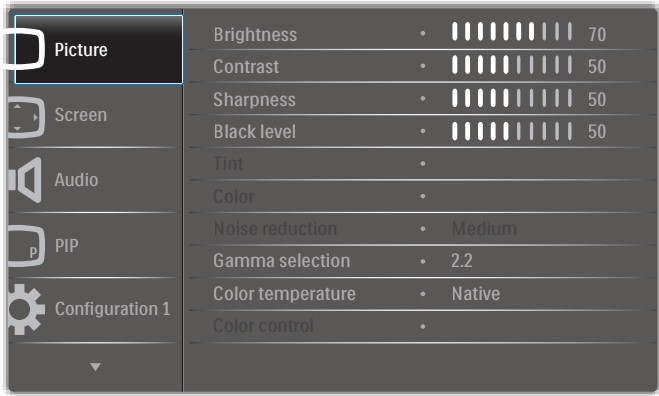 Picture
Screen
Audio
PIP
Configuration 1
Brightness • 70
Contrast • 50
Sharpness • 50
Black level • 50
Tint •
Color •
Noise reduction • Medium
Gamma selection • 2.2
Color temperature • Native
Color control •
P